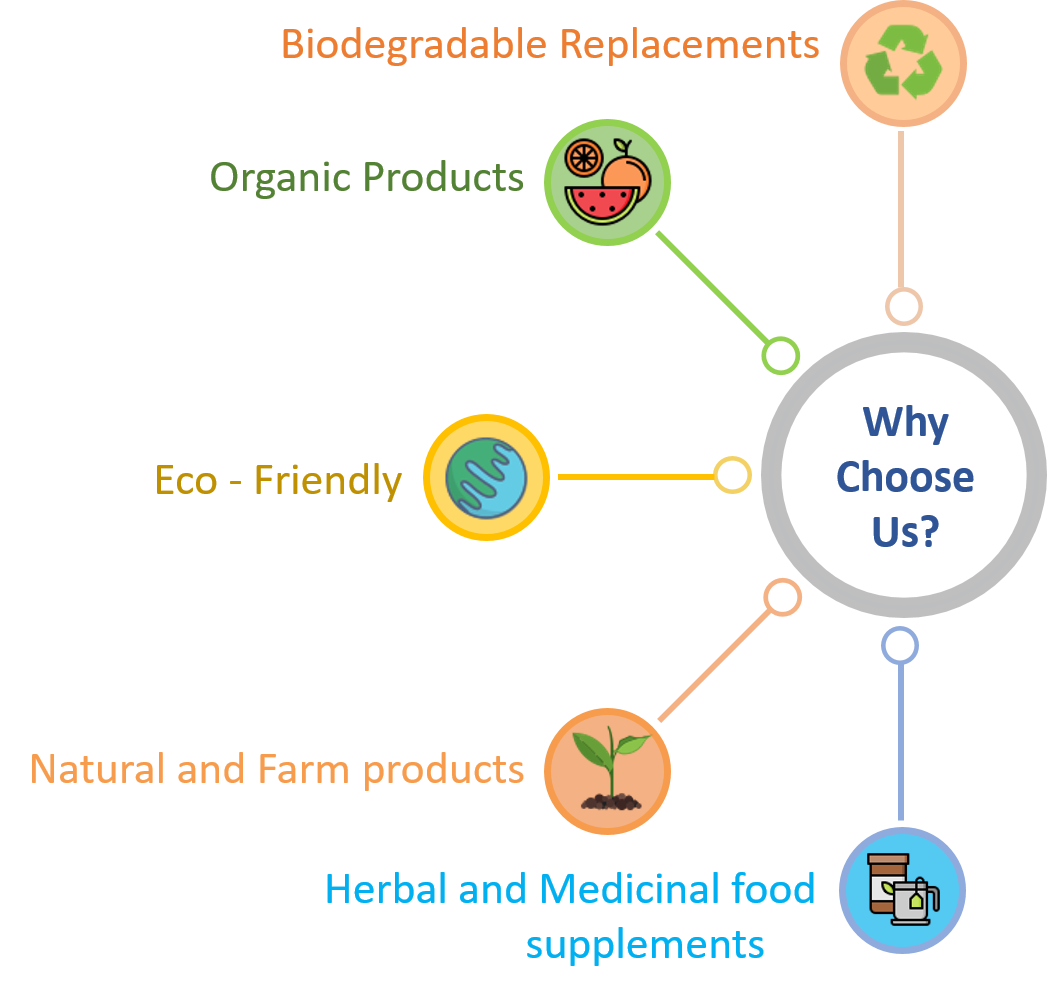 Biodegradable Replacements
Organic Products
Eco - Friendly
Why
Choose
Us?
Natural and Farm products
Herbal and Medicinal food
supplements